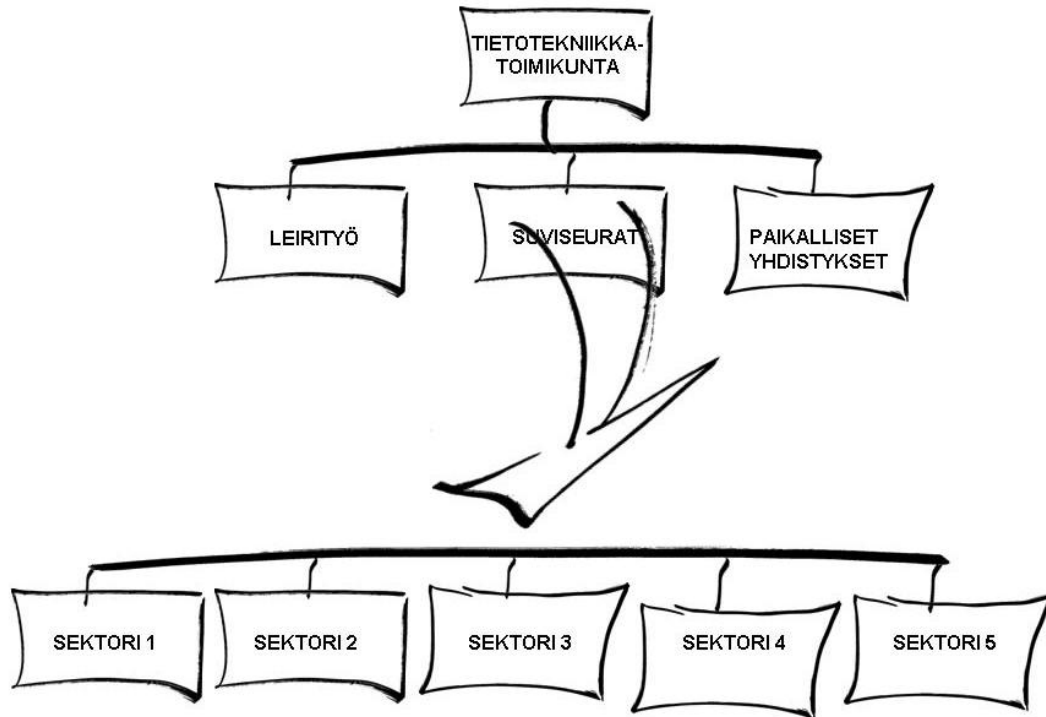 TIETOTEKNIIKKA-
TOIMIKUNTA
LEIRITYÖ
SUVISEURAT
PAIKALLISET
YHDISTYKSET
SEKTORI 1
SEKTORI 2
SEKTORI 3
SEKTORI 4
SEKTORI 5